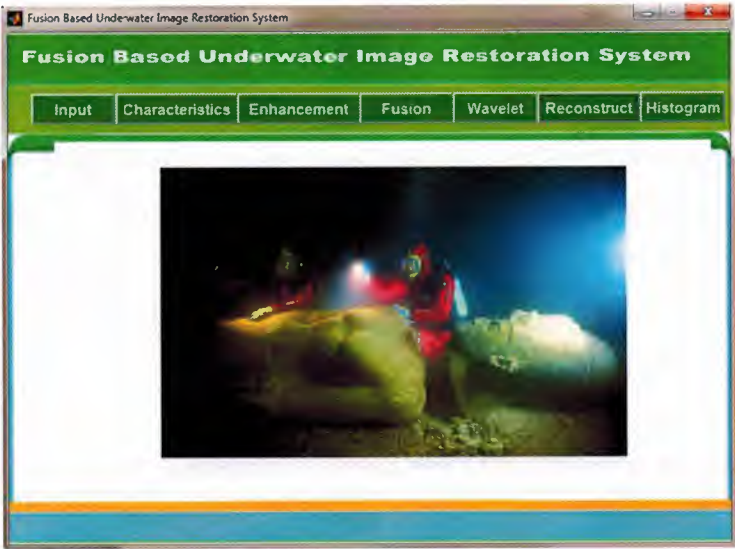 Fusion Based Underwater Image Restoration System
Fusion Based Underwater Image Restoration System
Input Characteristics Enhancement Fusion Wavelet Reconstruct Histogram